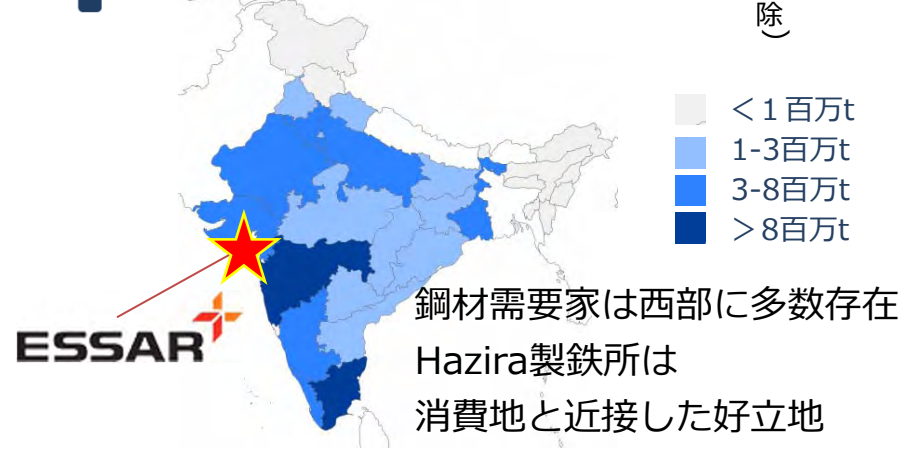 除）
＜１百万t
1-3百万t
3-8百万t
＞8百万t
ESSAR
鋼材需要家は西部に多数存在
Hazira製鉄所は
消費地と近接した好立地